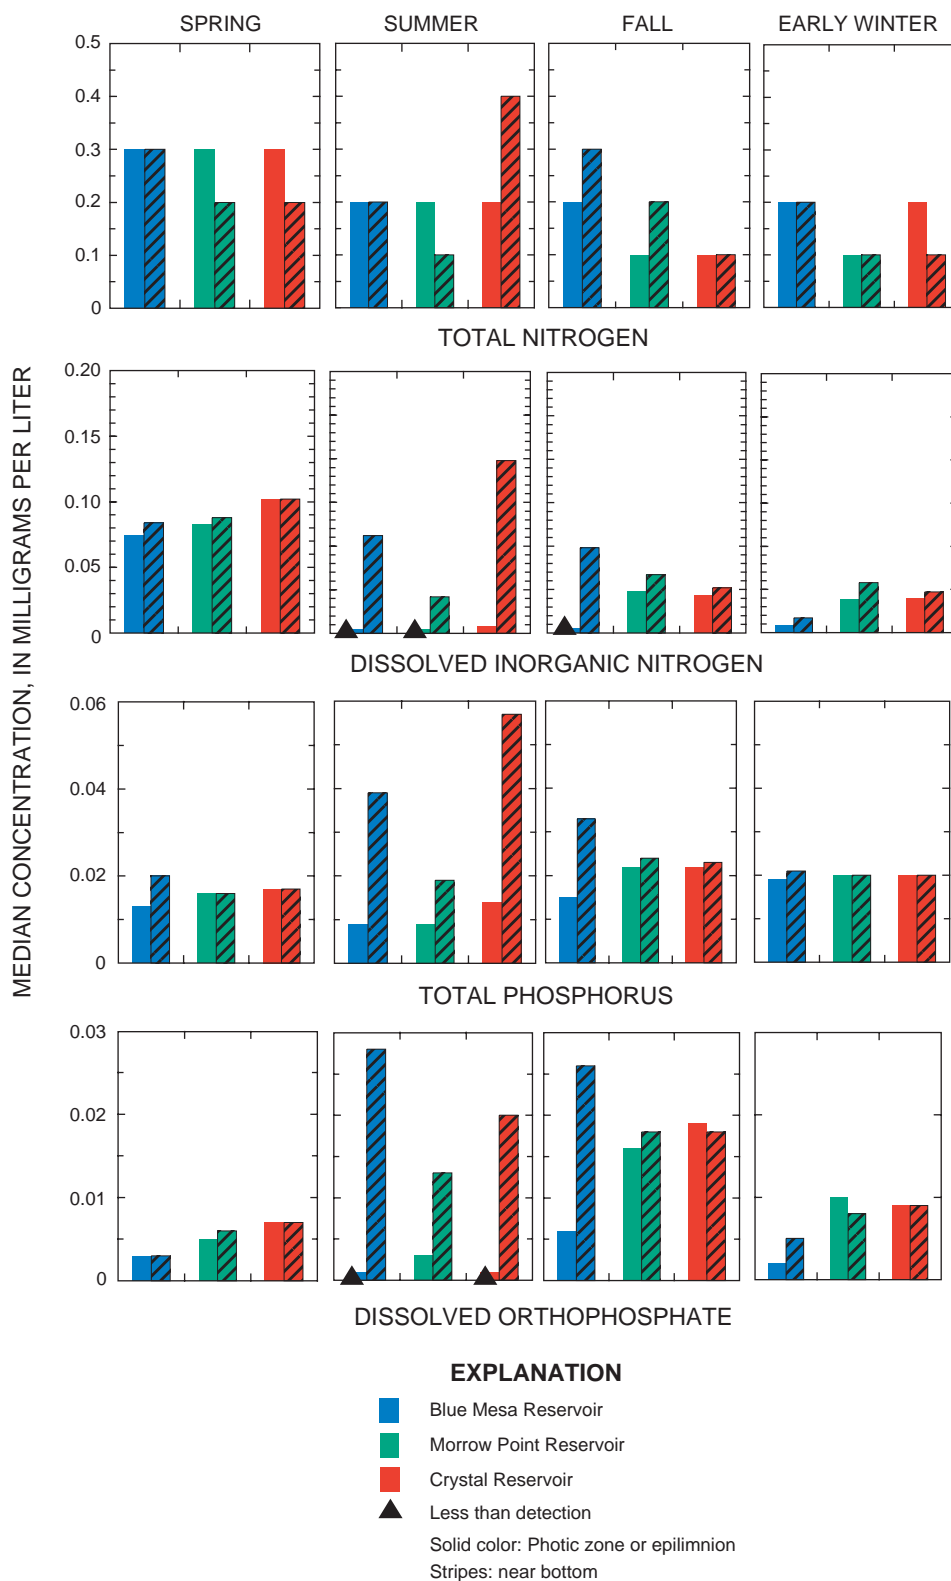 SPRING SUMMER FALL EARLY WINTER
0.5
0.4
0.3
0.2
0.1
0
TOTAL NITROGEN
MEDIAN CONCENTRATION, IN MILLIGRAMS PER LITER
0.20
0.15
0.10
0.05
0
DISSOLVED INORGANIC NITROGEN
0.06
0.04
0.02
0
TOTAL PHOSPHORUS
0.03
0.02
0.01
0
DISSOLVED ORTHOPHOSPHATE
EXPLANATION
Blue Mesa Reservoir
Morrow Point Reservoir
Crystal Reservoir
Less than detection
Solid color: Photic zone or epilimnion
Stripes: near bottom